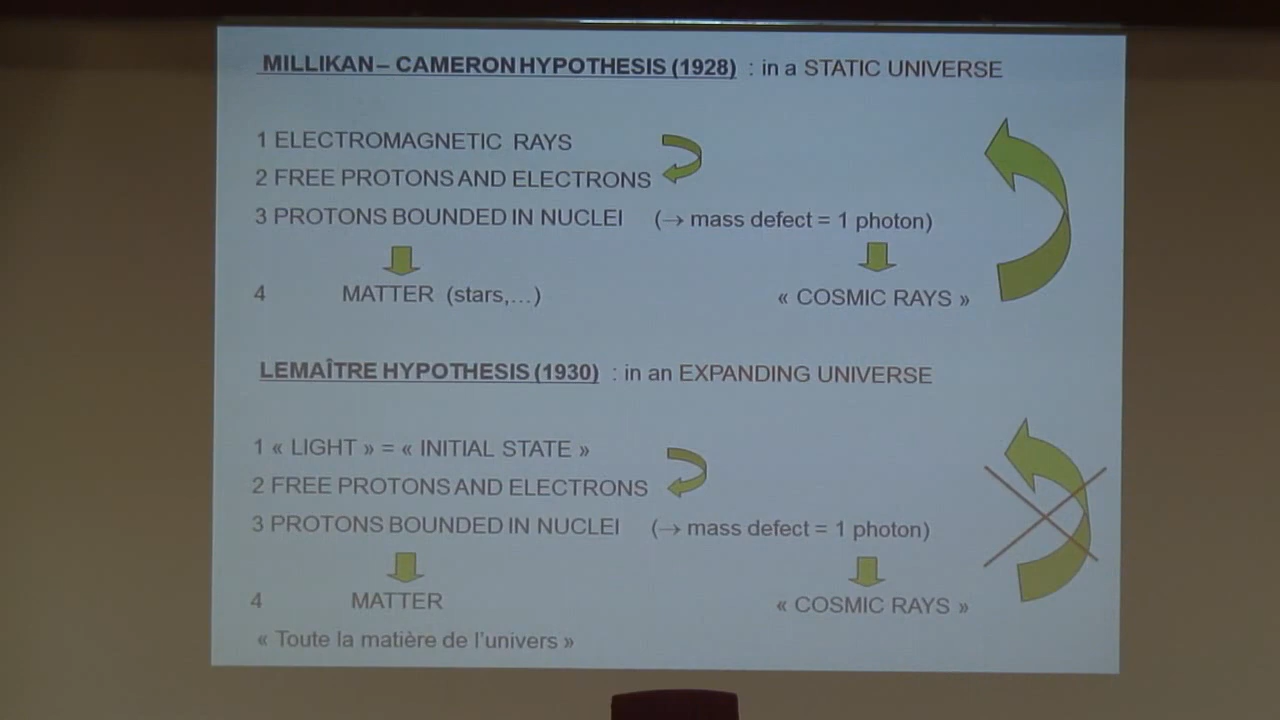 MILLIKAN – CAMERON HYPOTHESIS (1928) : in a STATIC UNIVERSE
1 ELECTROMAGNETIC RAYS
2 FREE PROTONS AND ELECTRONS
3 PROTONS BOUNDED IN NUCLEI (→ mass defect = 1 photon)
4 MATTER (stars,…) « COSMIC RAYS »
LEMAÎTRE HYPOTHESIS (1930) : in an EXPANDING UNIVERSE
1 « LIGHT » = « INITIAL STATE »
2 FREE PROTONS AND ELECTRONS
3 PROTONS BOUNDED IN NUCLEI (→ mass defect = 1 photon)
4 MATTER « COSMIC RAYS »
« Toute la matière de l’univers »